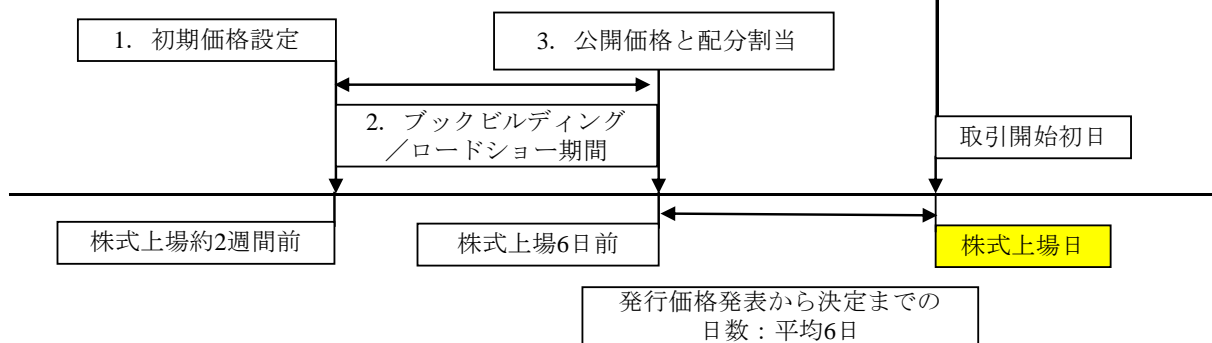 1. 初期価格設定
3. 公開価格と配分割当
2. ブックビルディング
／ロードショー期間
取引開始初日
株式上場約2週間前
株式上場6日前
株式上場日
発行価格発表から決定までの
日数：平均6日